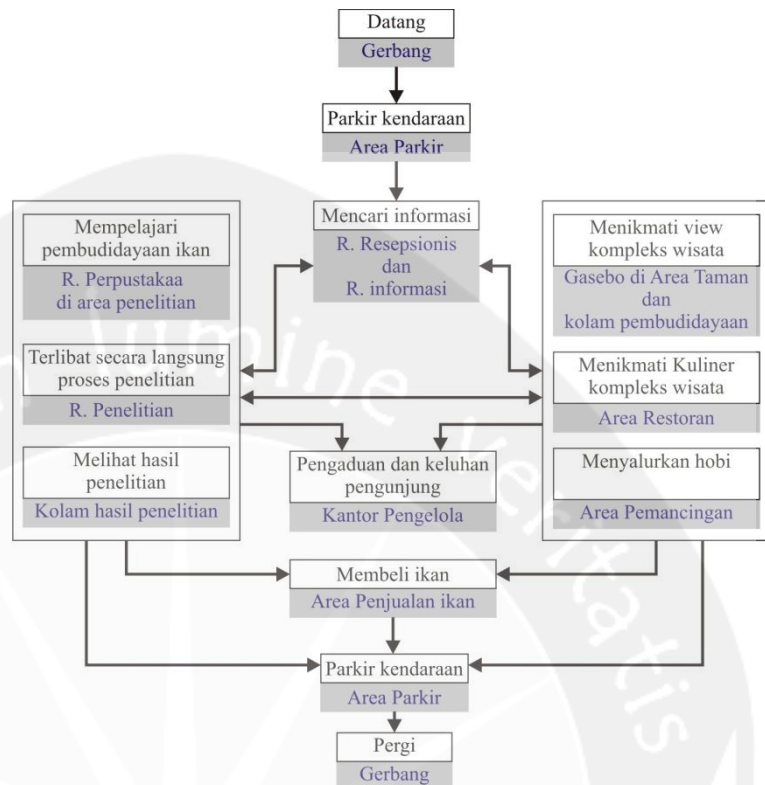 Datang
Gerbang
Parkir kendaraan
Area Parkir
Mencari informasi
R. Resepsionis
dan
R. informasi
Mempelajari
pembudidayaan ikan
R. Perpustakaa
di area penelitian
Terlibat secara langsung
proses penelitian
R. Penelitian
Melihat hasil
penelitian
Kolam hasil penelitian
Menikmati view
kompleks wisata
Gasebo di Area Taman
dan
kolam pembudidayaan
Menikmati Kuliner
kompleks wisata
Area Restoran
Menyalurkan hobi
Area Pemancingan
Pengaduan dan keluhan
pengunjung
Kantor Pengelola
Membeli ikan
Area Penjualan ikan
Parkir kendaraan
Area Parkir
Pergi
Gerbang
lumine veritatis